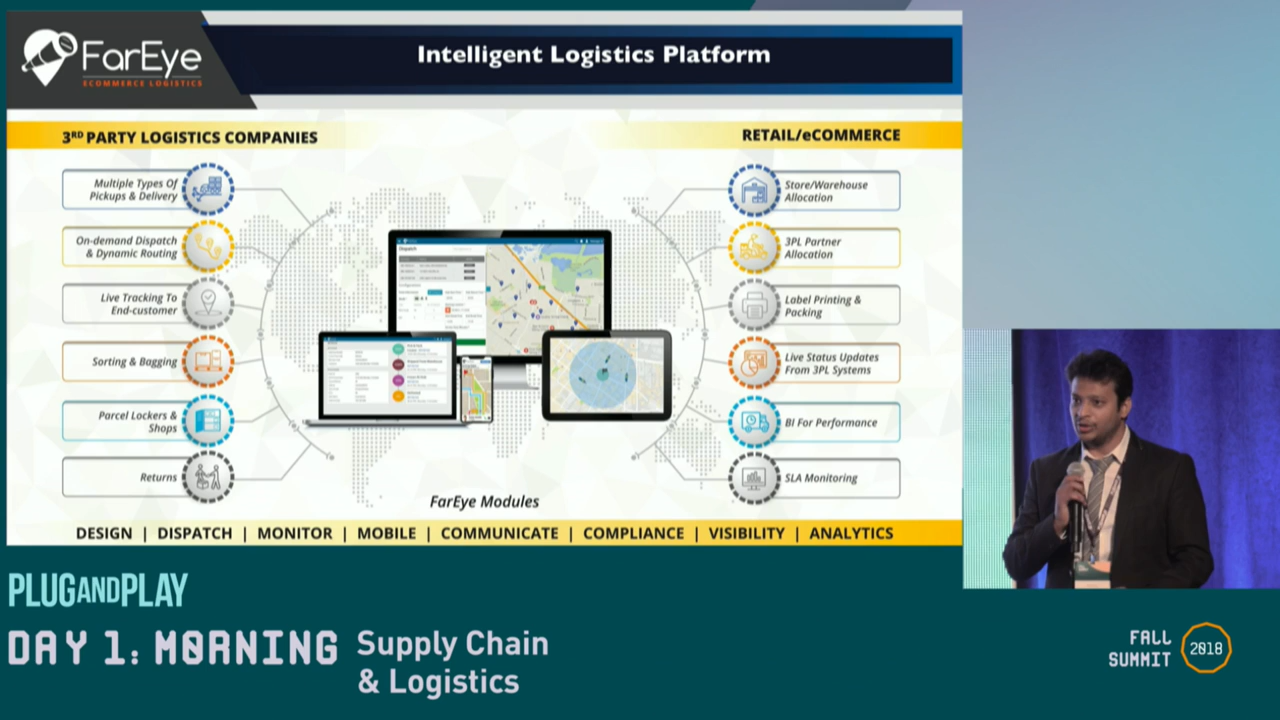 FarEye
ECOMMERCE LOGISTICS
Intelligent Logistics Platform
3RD PARTY LOGISTICS COMPANIES
RETAIL/eCOMMERCE
Multiple Types Of
Pickups & Delivery
On-demand Dispatch
& Dynamic Routing
Live Tracking To
End-customer
Sorting & Bagging
Parcel Lockers &
Shops
Returns
Store/Warehouse
Allocation
3PL Partner
Allocation
Label Printing &
Packing
Live Status Updates
From 3PL Systems
BI For Performance
SLA Monitoring
Dispatch
FarEye Modules
DESIGN | DISPATCH | MONITOR | MOBILE | COMMUNICATE | COMPLIANCE | VISIBILITY | ANALYTICS
PLUGANDPLAY
DAY 1: MORNING
Supply Chain
& Logistics
FALL
SUMMIT
2018